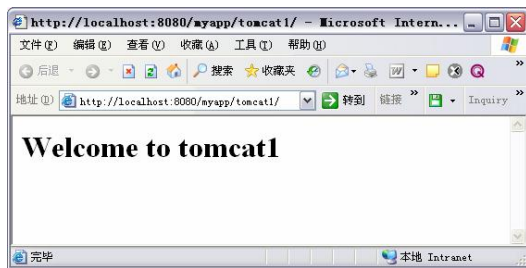 http://localhost:8080/myapp/tomcat1/ - Microsoft Intern...
文件(F) 编辑(E) 查看(V) 收藏(A) 工具(T) 帮助(H)
后退 搜索 收藏夹 »
地址(D) http://localhost:8080/myapp/tomcat1/ 转到 链接 » Inquiry »
Welcome to tomcat1
完毕 本地 Intranet